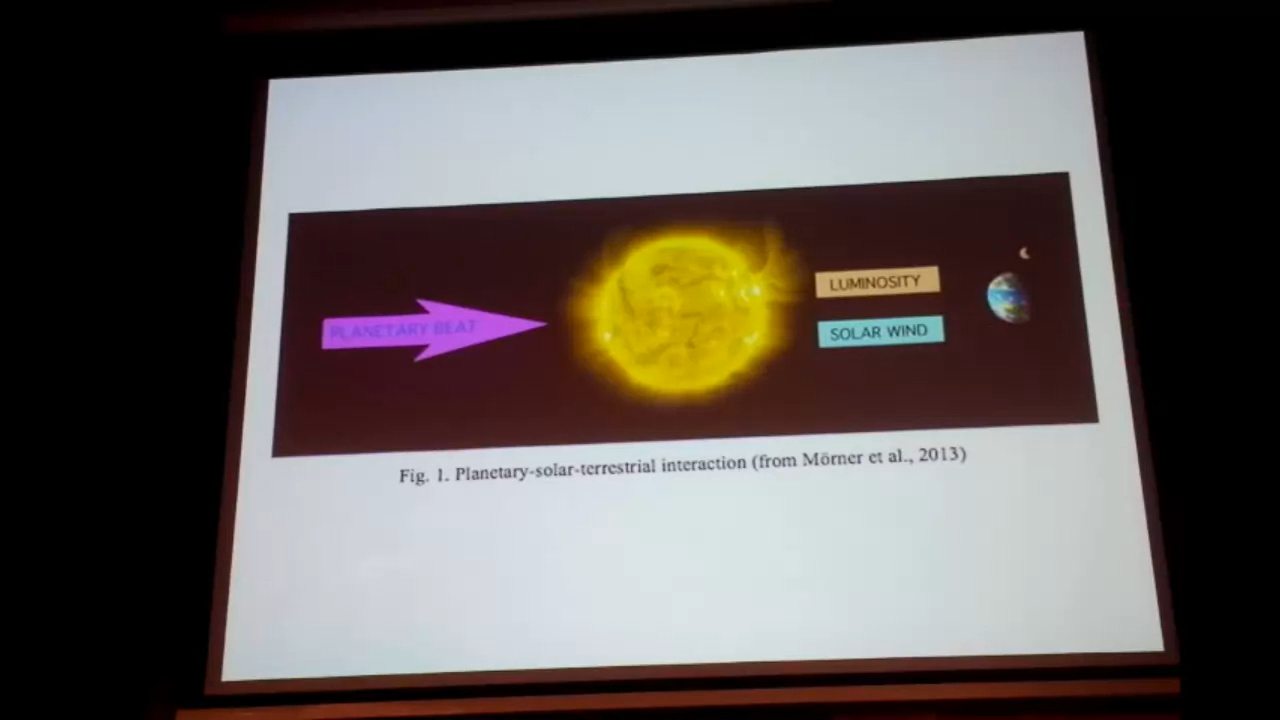 PLANETARY BEAT
LUMINOSITY
SOLAR WIND
Fig. 1. Planetary-solar-terrestrial interaction (from Mörner et al., 2013)